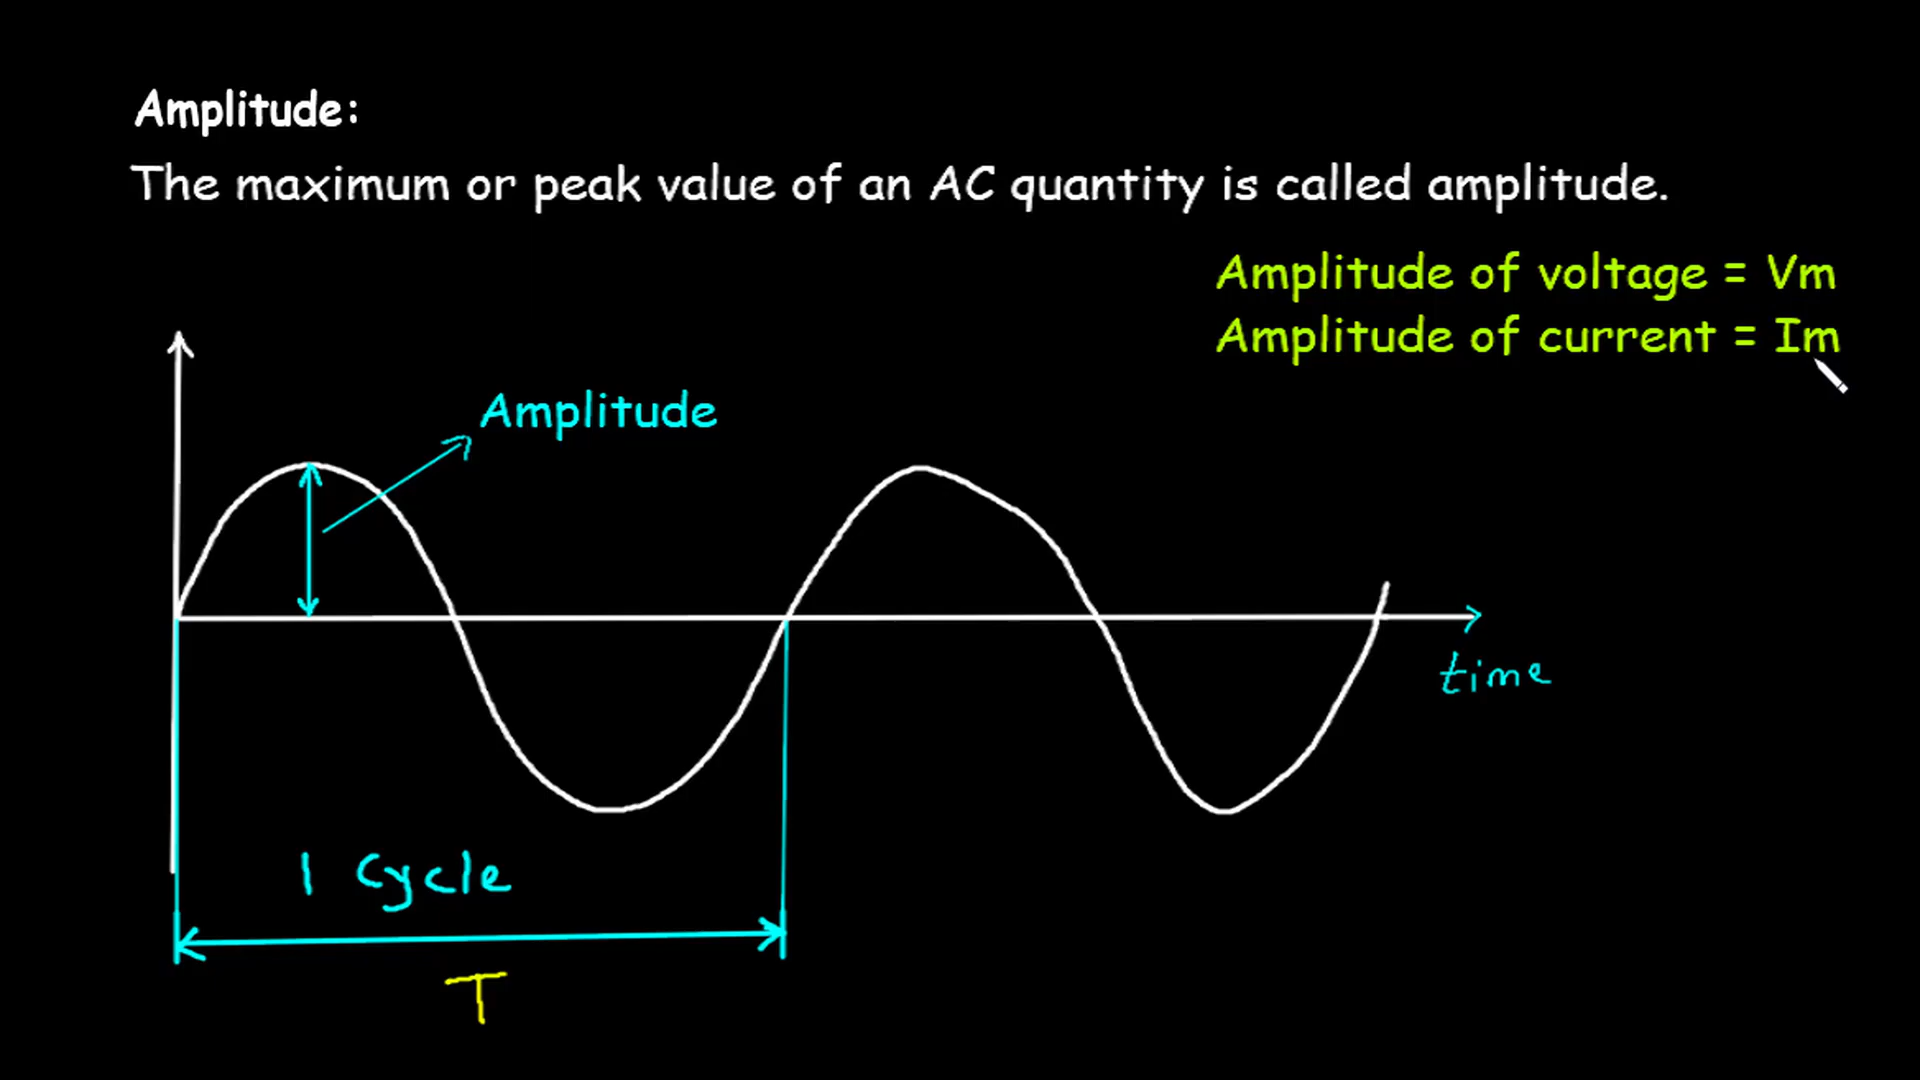 Amplitude:
The maximum or peak value of an AC quantity is called amplitude.
Amplitude of voltage = Vm
Amplitude of current = Im
Amplitude
time
1 Cycle
T